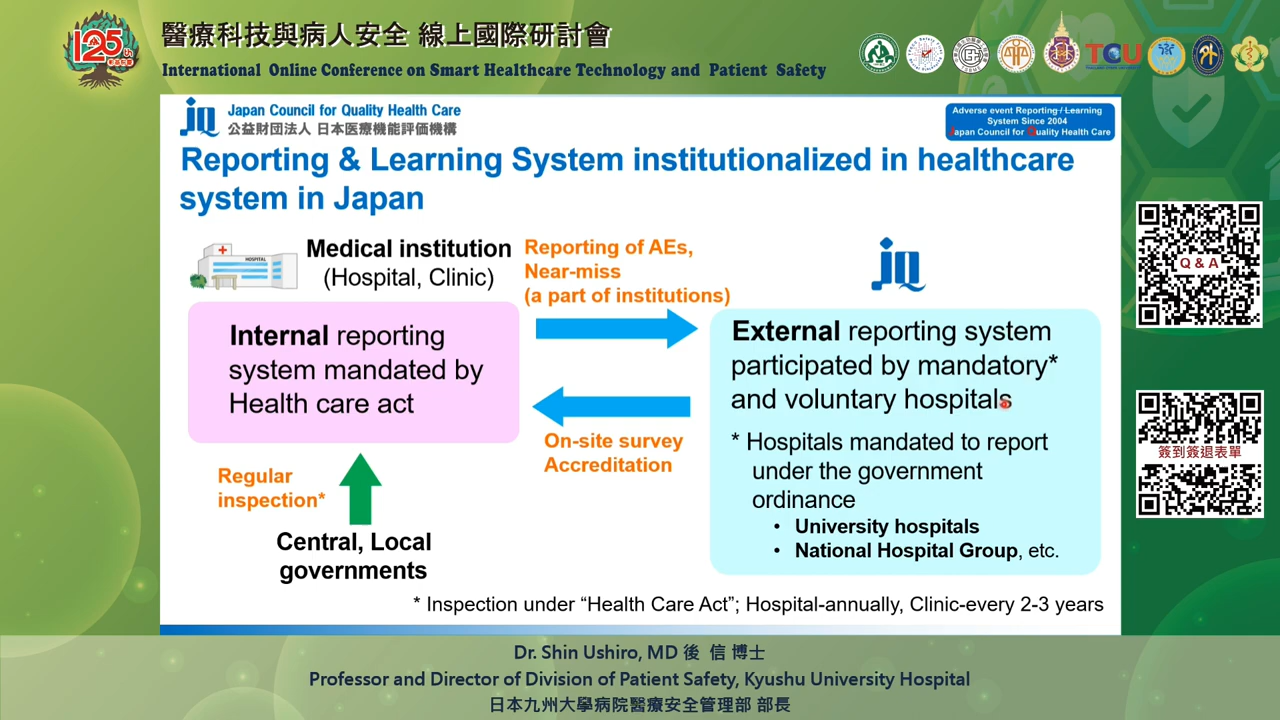 125th
醫療科技與病人安全 線上國際研討會
International Online Conference on Smart Healthcare Technology and Patient Safety
TCU
jq
Japan Council for Quality Health Care
公益財団法人 日本医療機能評価機構
Adverse event Reporting / Learning
System Since 2004
Japan Council for Quality Health Care
Reporting & Learning System institutionalized in healthcare
system in Japan
HOSPITAL
Medical institution
(Hospital, Clinic)
Reporting of AEs,
Near-miss
(a part of institutions)
jq
Internal reporting
system mandated by
Health care act
External reporting system
participated by mandatory*
and voluntary hospitals
On-site survey
Accreditation
* Hospitals mandated to report
under the government
ordinance
• University hospitals
• National Hospital Group, etc.
Regular
inspection*
Central, Local
governments
* Inspection under “Health Care Act”; Hospital-annually, Clinic-every 2-3 years
Q & A
簽到簽退表單
Dr. Shin Ushiro, MD 後 信 博士
Professor and Director of Division of Patient Safety, Kyushu University Hospital
日本九州大學病院醫療安全管理部 部長